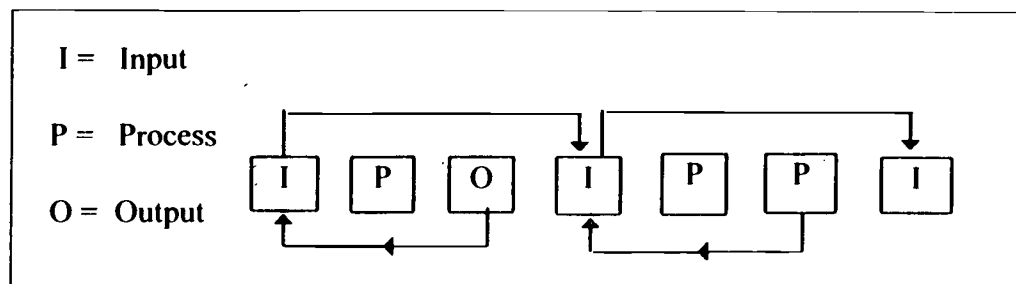 I = Input
P = Process
I P O I P P I
O = Output